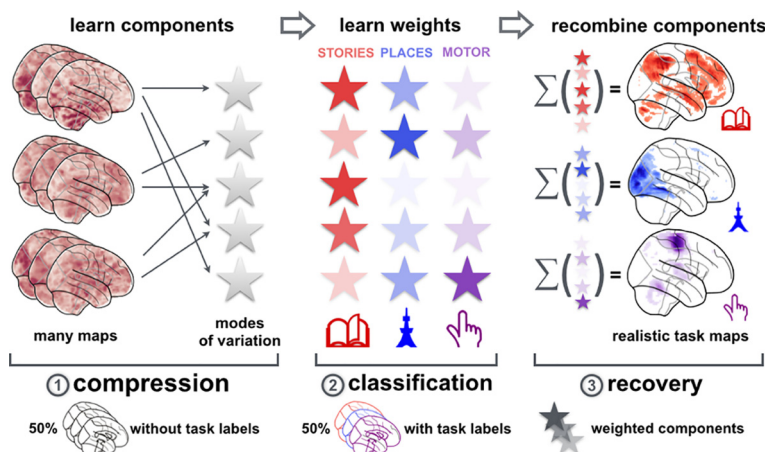 learn components
learn weights
recombine components
STORIES PLACES MOTOR
∑( ) =
∑( ) =
∑( ) =
many maps
modes
of variation
realistic task maps
1 compression
2 classification
3 recovery
50% without task labels
50% with task labels
weighted components